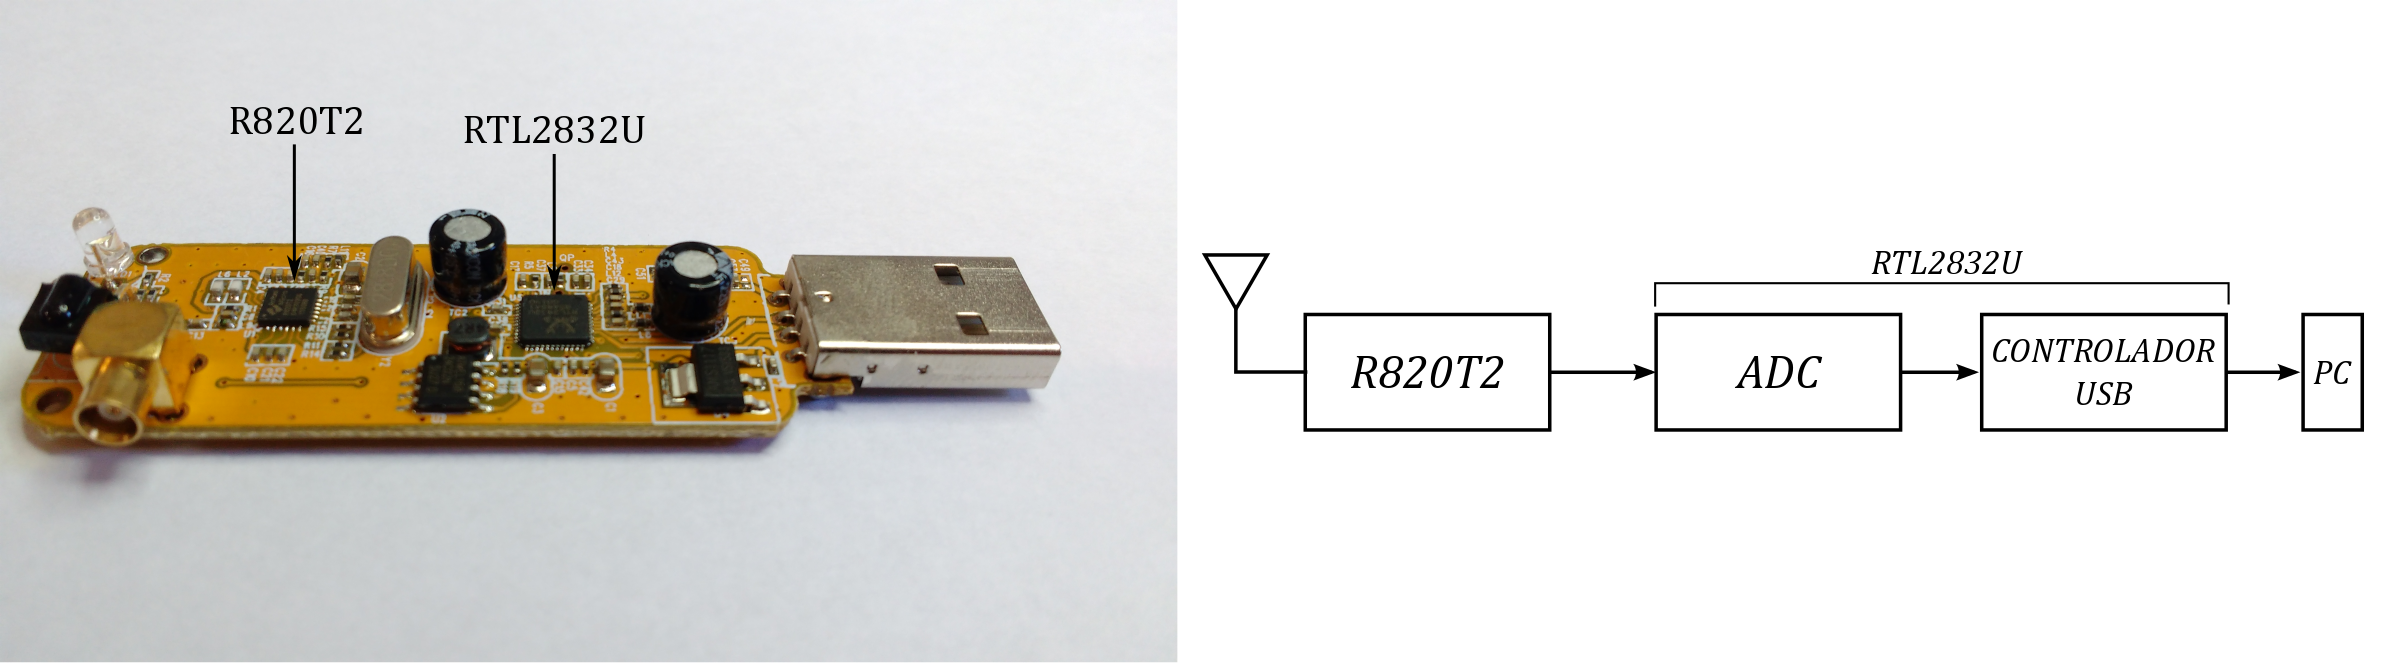 R820T2
RTL2832U
RTL2832U
R820T2
ADC
CONTROLADOR
USB
PC